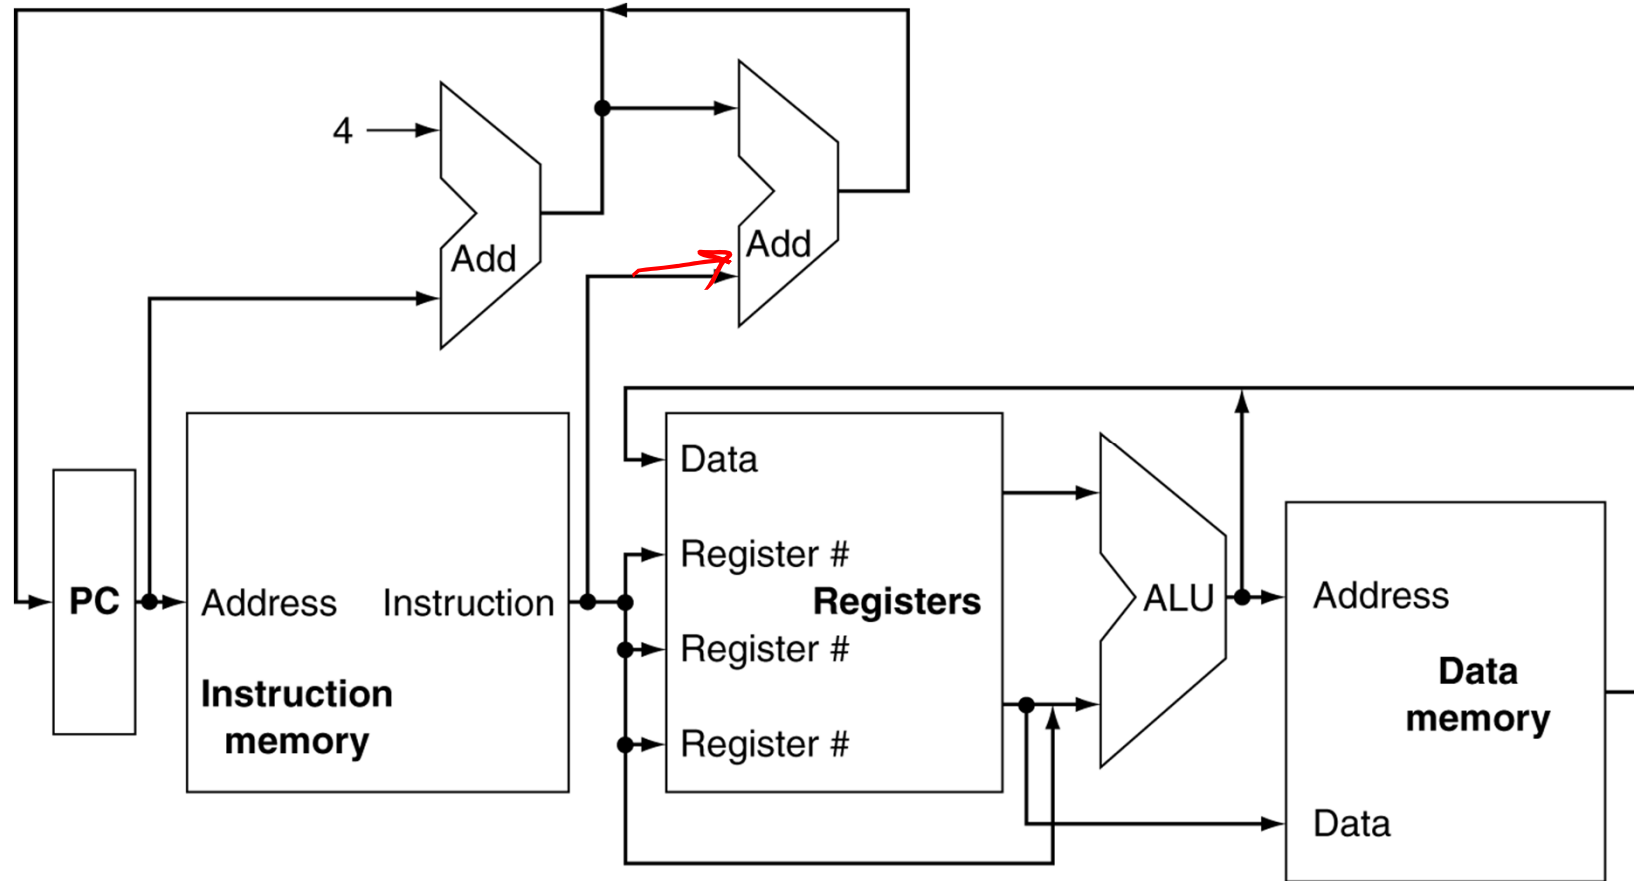 4
Add
Add
Data
Register #
PC
Address
Instruction
Registers
ALU
Address
Register #
Instruction
memory
Data
memory
Register #
Data